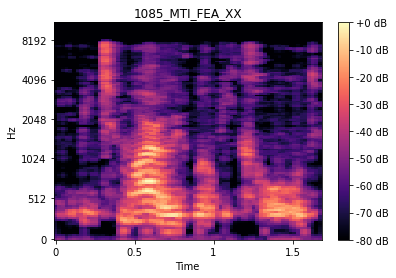 1085_MTI_FEA_XX
+0 dB
8192
-10 dB
4096
-20 dB
-30 dB
2048
Hz
-40 dB
1024
-50 dB
512
-60 dB
-70 dB
0
-80 dB
0
0.5
1
1.5
Time